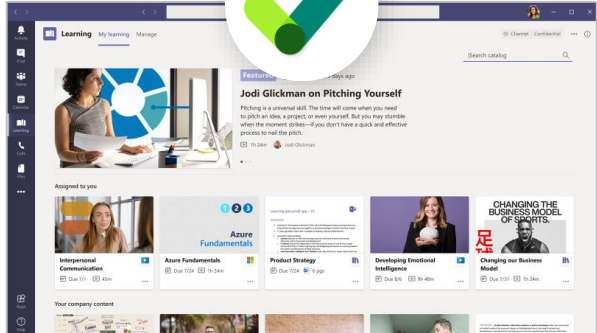 Activity
Learning My learning Manage
Channel Confidential
Chat
Search catalog
Teams
Featured
days ago
Jodi Glickman on Pitching Yourself
Calendar
Pitching is a universal skill. The time will come when you need
to pitch an idea, a project, or even yourself. But you may stumble
when the moment strikes—if you don't have a quick and effective
process to nail the pitch.
Learning
1h 24m Jodi Glickman
Calls
Files
Assigned to you
1 2 3
Azure
Fundamentals
CHANGING THE
BUSINESS MODEL
OF SPORTS.
足
Interpersonal
Communication
Due 7/1 45m
Azure Fundamentals
Due 7/24 1h 24m
Product Strategy
Due 7/24 8 pgs
Developing Emotional
Intelligence
Due 8/6 9h 48m
Changing our Business
Model
Due 7/31 1h 24m
Apps
Your company content
Help